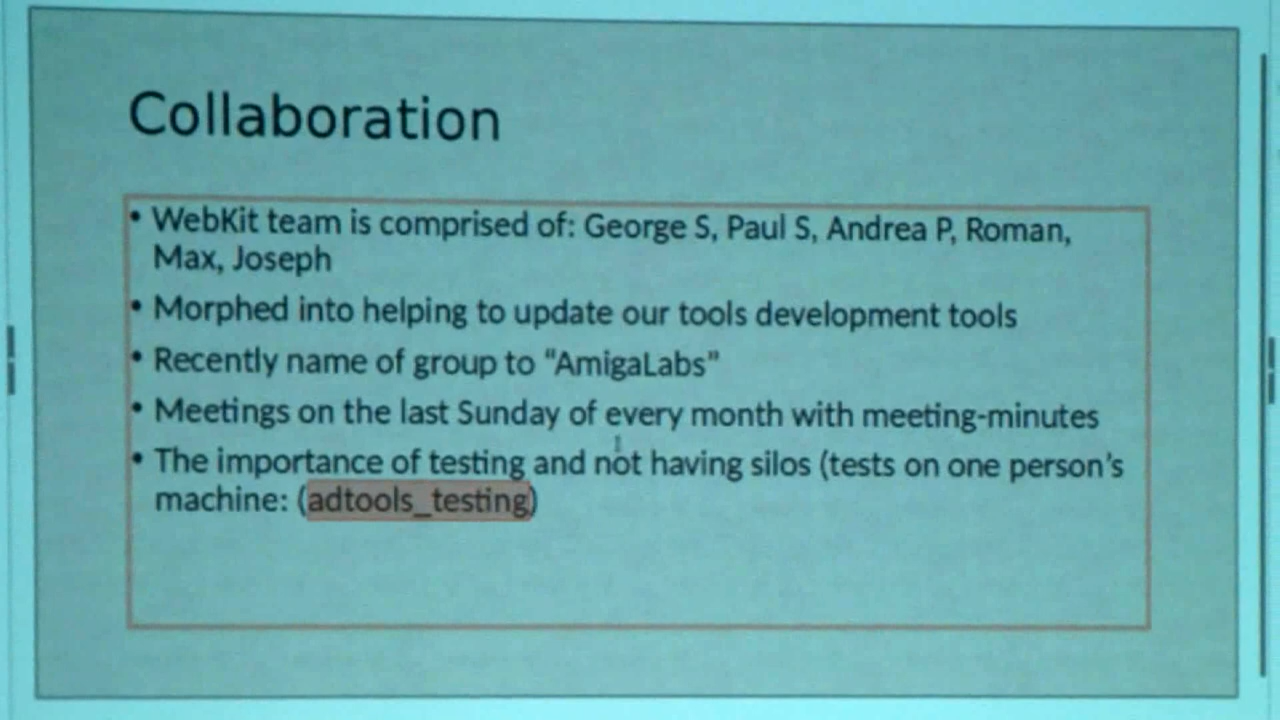 Collaboration
• WebKit team is comprised of: George S, Paul S, Andrea P, Roman,
Max, Joseph
• Morphed into helping to update our tools development tools
• Recently name of group to "AmigaLabs"
• Meetings on the last Sunday of every month with meeting-minutes
• The importance of testing and not having silos (tests on one person's
machine: (adtools_testing)